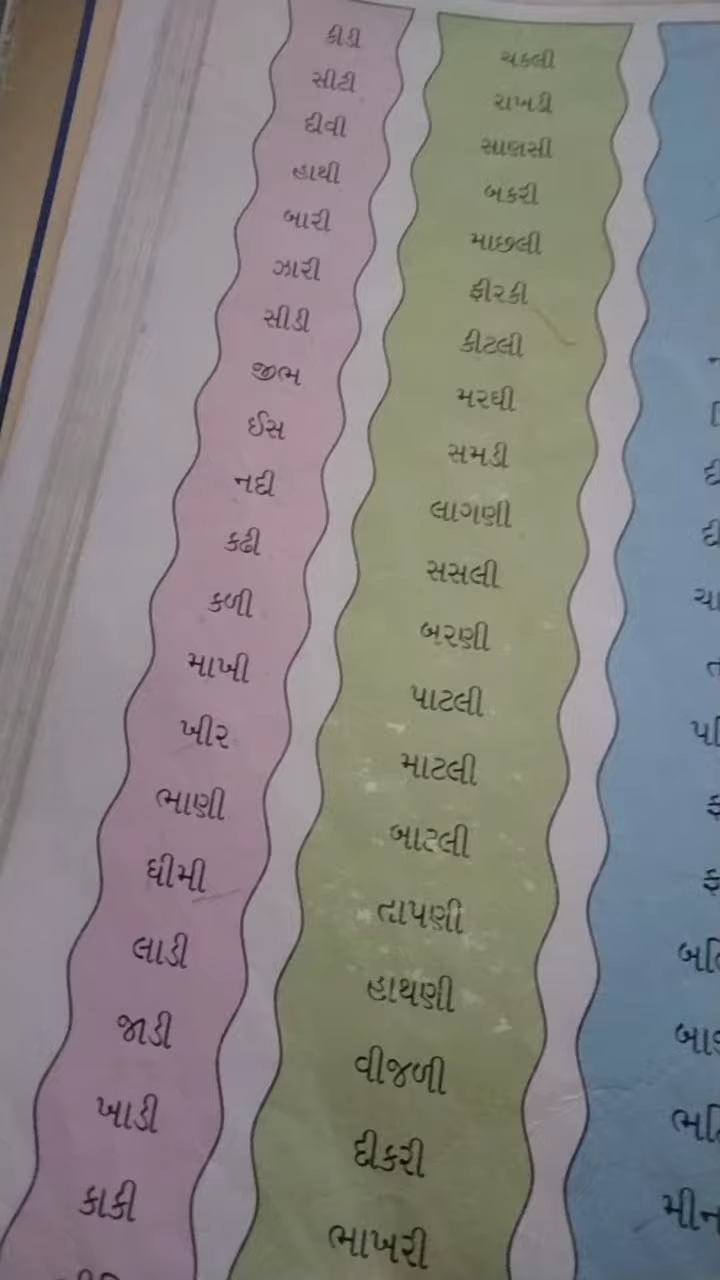 કીડી
સીટી
દીવી
હાથી
બારી
ઝારી
સીડી
જીભ
ઈસ
નદી
કઢી
કળી
માખી
ખીર
ભાણી
ધીમી
લાડી
જાડી
ખાડી
કાકી
ચકલી
રાખડી
સાણસી
બકરી
માછલી
ફીરકી
કીટલી
મરઘી
સમડી
લાગણી
સસલી
બરણી
પાટલી
માટલી
બાટલી
તાપણી
હાથણી
વીજળી
દીકરી
ભાખરી